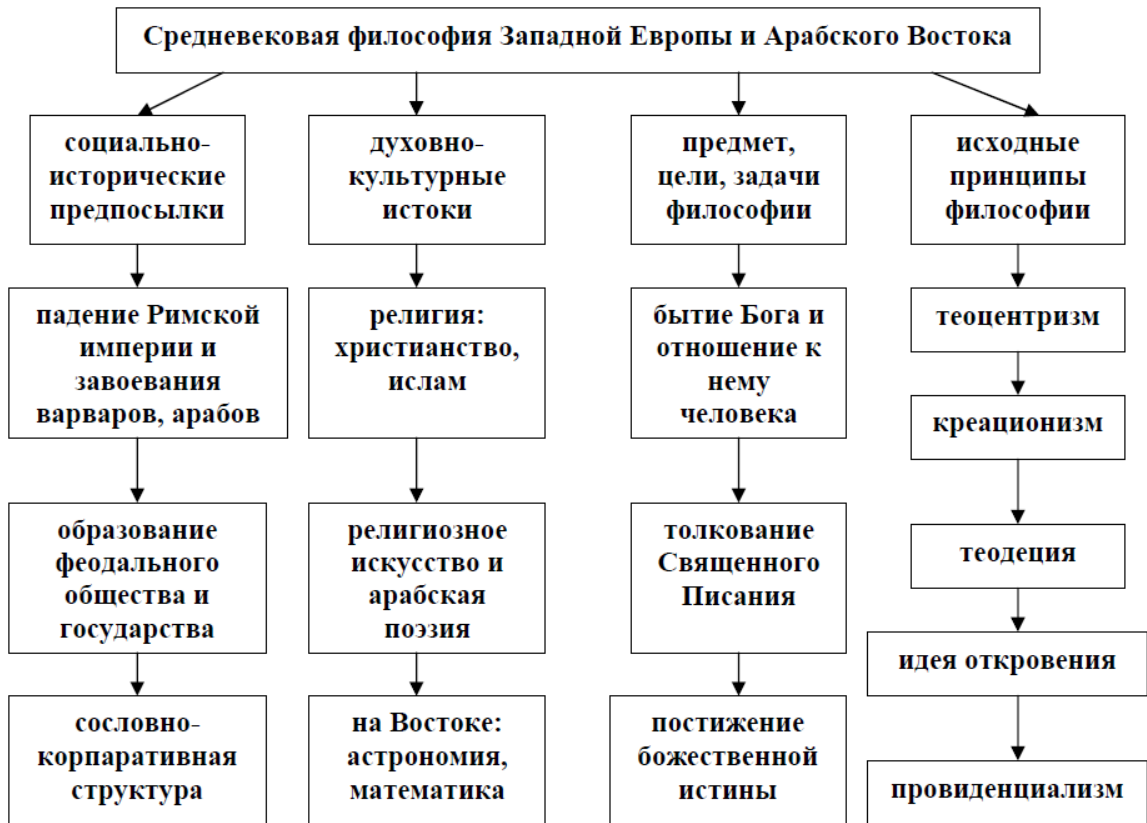 Средневековая философия Западной Европы и Арабского Востока
социально-
исторические
предпосылки
духовно-
культурные
истоки
предмет,
цели, задачи
философии
исходные
принципы
философии
падение Римской
империи и
завоевания
варваров, арабов
религия:
христианство,
ислам
бытие Бога и
отношение к
нему
человека
теоцентризм
креационизм
образование
феодального
общества и
государства
религиозное
искусство и
арабская
поэзия
толкование
Священного
Писания
теодеция
идея откровения
сословно-
корпаративная
структура
на Востоке:
астрономия,
математика
постижение
божественной
истины
провиденциализм